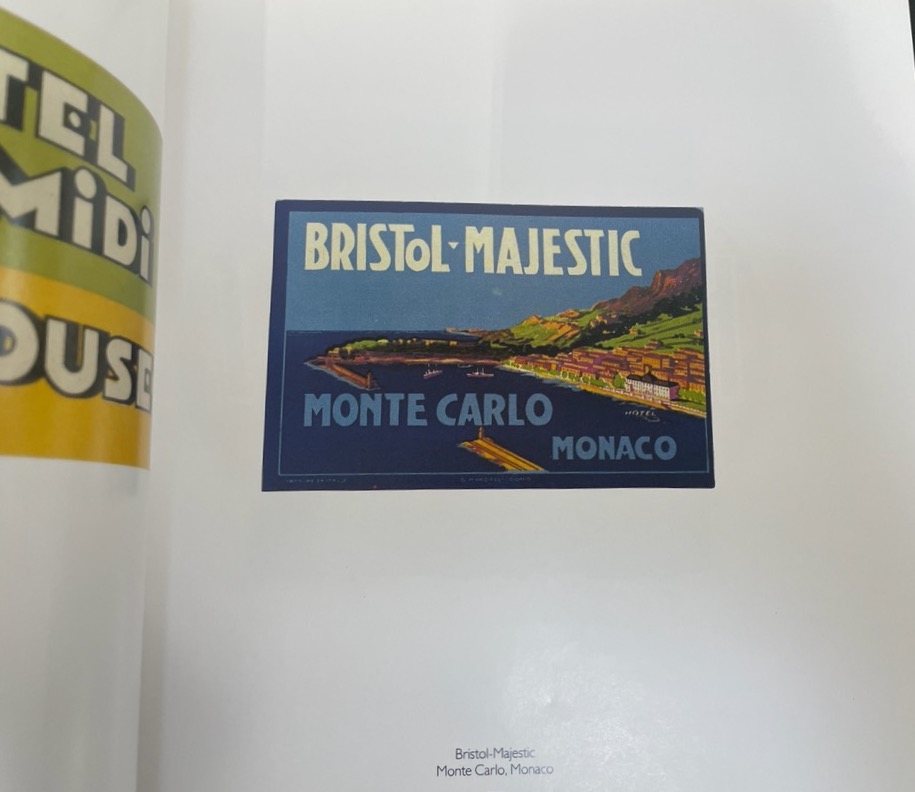 TEL
MiDi
OUSE
BRISToL-MAJESTIC
MONTE CARLO
HOTEL
MONACO
Bristol-Majestic
Monte Carlo, Monaco